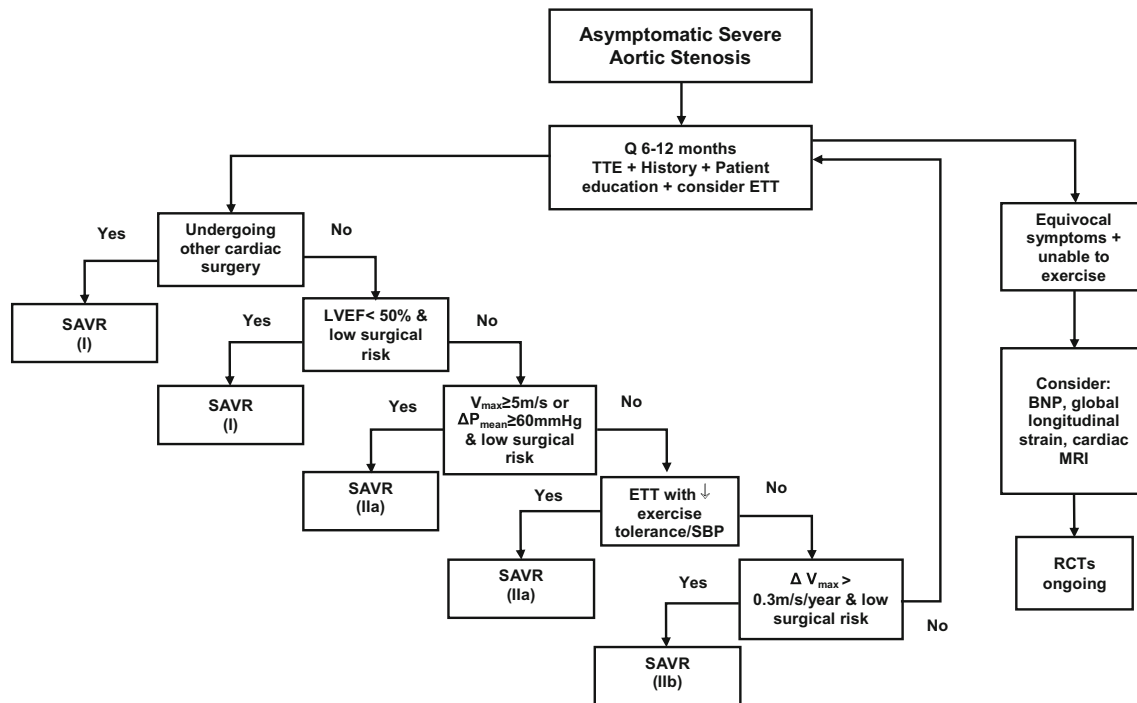 Asymptomatic Severe
Aortic Stenosis
Q 6-12 months
TTE + History + Patient
education + consider ETT
Undergoing
other cardiac
surgery
Yes
No
SAVR
(I)
LVEF< 50% &
low surgical
risk
Yes
No
SAVR
(I)
Vmax≥5m/s or
ΔPmean≥60mmHg
& low surgical
risk
Yes
No
SAVR
(IIa)
ETT with ↓
exercise
tolerance/SBP
Yes
No
SAVR
(IIa)
Δ Vmax >
0.3m/s/year & low
surgical risk
Yes
No
SAVR
(IIb)
Equivocal
symptoms +
unable to
exercise
Consider:
BNP, global
longitudinal
strain, cardiac
MRI
RCTs
ongoing